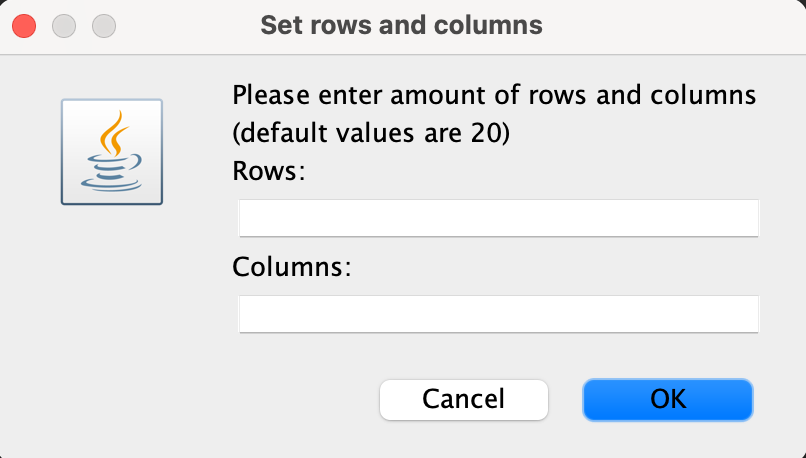 Set rows and columns
Please enter amount of rows and columns
(default values are 20)
Rows:
Columns:
Cancel
OK